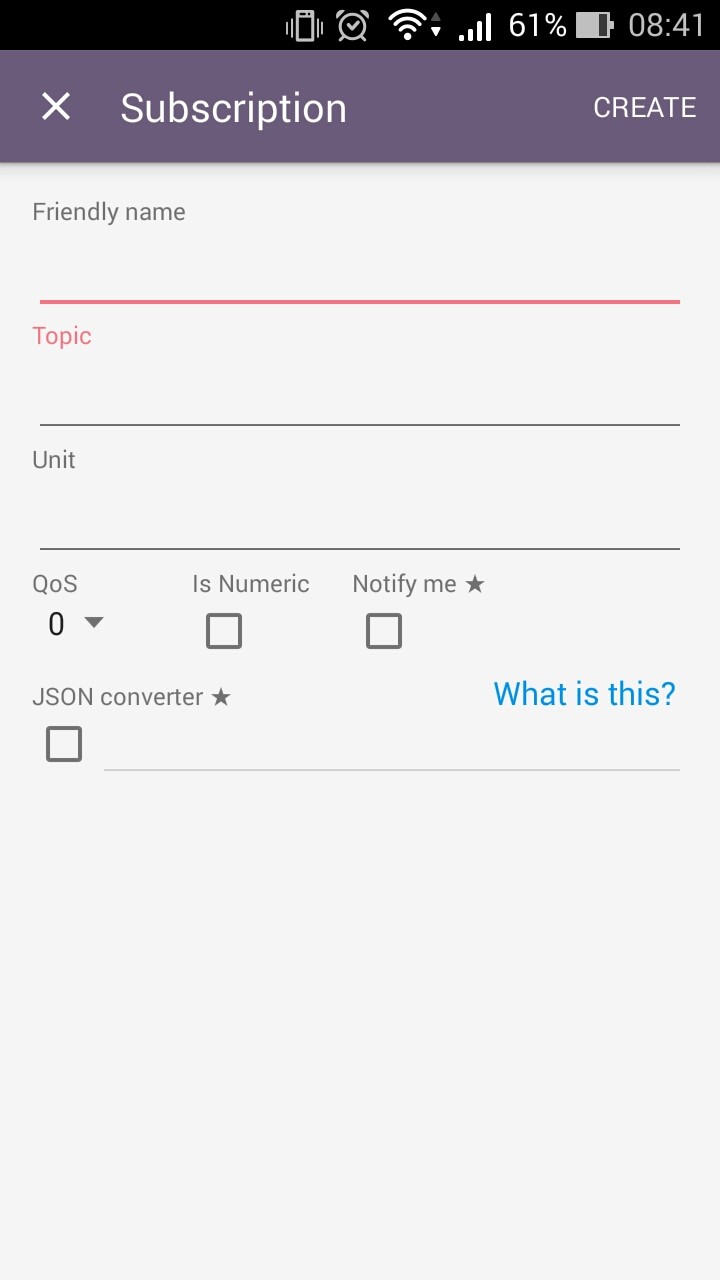 61% 08:41
Subscription CREATE
Friendly name
Topic
Unit
QoS Is Numeric Notify me ★
0
JSON converter ★ What is this?